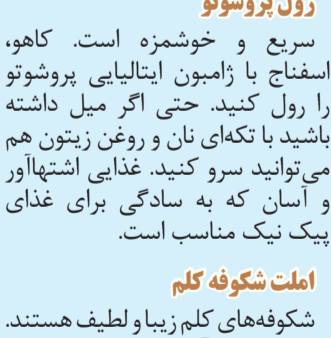 رول پروشوتو
سریع و خوشمزه است. کاهو،
اسفناج با ژامبون ایتالیایی پروشوتو
را رول کنید. حتی اگر میل داشته
باشید با تکه‌ای نان و روغن زیتون هم
می‌توانید سرو کنید. غذایی اشتهاآور
و آسان که به سادگی برای غذای
پیک نیک مناسب است.
املت شکوفه کلم
شکوفه‌های کلم زیبا و لطیف هستند.